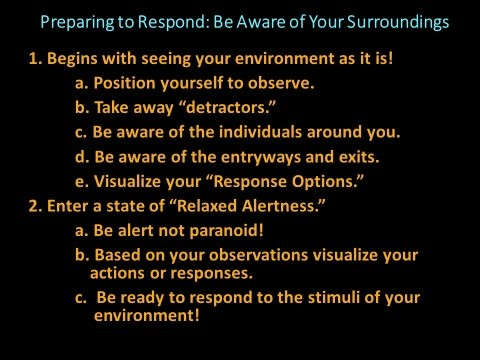 Preparing to Respond: Be Aware of Your Surroundings
1. Begins with seeing your environment as it is!
a. Position yourself to observe.
b. Take away “detractors.”
c. Be aware of the individuals around you.
d. Be aware of the entryways and exits.
e. Visualize your “Response Options.”
2. Enter a state of “Relaxed Alertness.”
a. Be alert not paranoid!
b. Based on your observations visualize your
actions or responses.
c. Be ready to respond to the stimuli of your
environment!